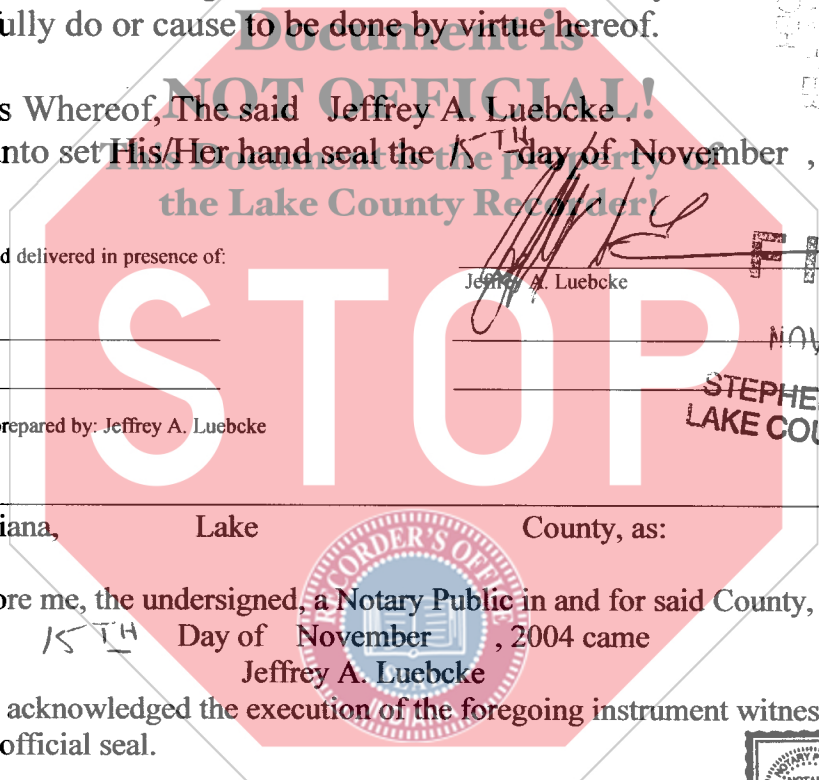 fully do or cause to be done by virtue hereof.
Document is
NOT OFFICIAL!
This Document is the property of
the Lake County Recorder!
s Whereof, The said Jeffrey A. Luebcke .
nto set His/Her hand seal the 15TH day of November ,
d delivered in presence of:
Jeffrey A. Luebcke
NOV
STEPHE
LAKE COU
repared by: Jeffrey A. Luebcke
STOP
iana, Lake County, as:
RECORDER'S OFFICE
ore me, the undersigned, a Notary Public in and for said County,
15TH Day of November , 2004 came
Jeffrey A. Luebcke
acknowledged the execution of the foregoing instrument witnes
official seal.